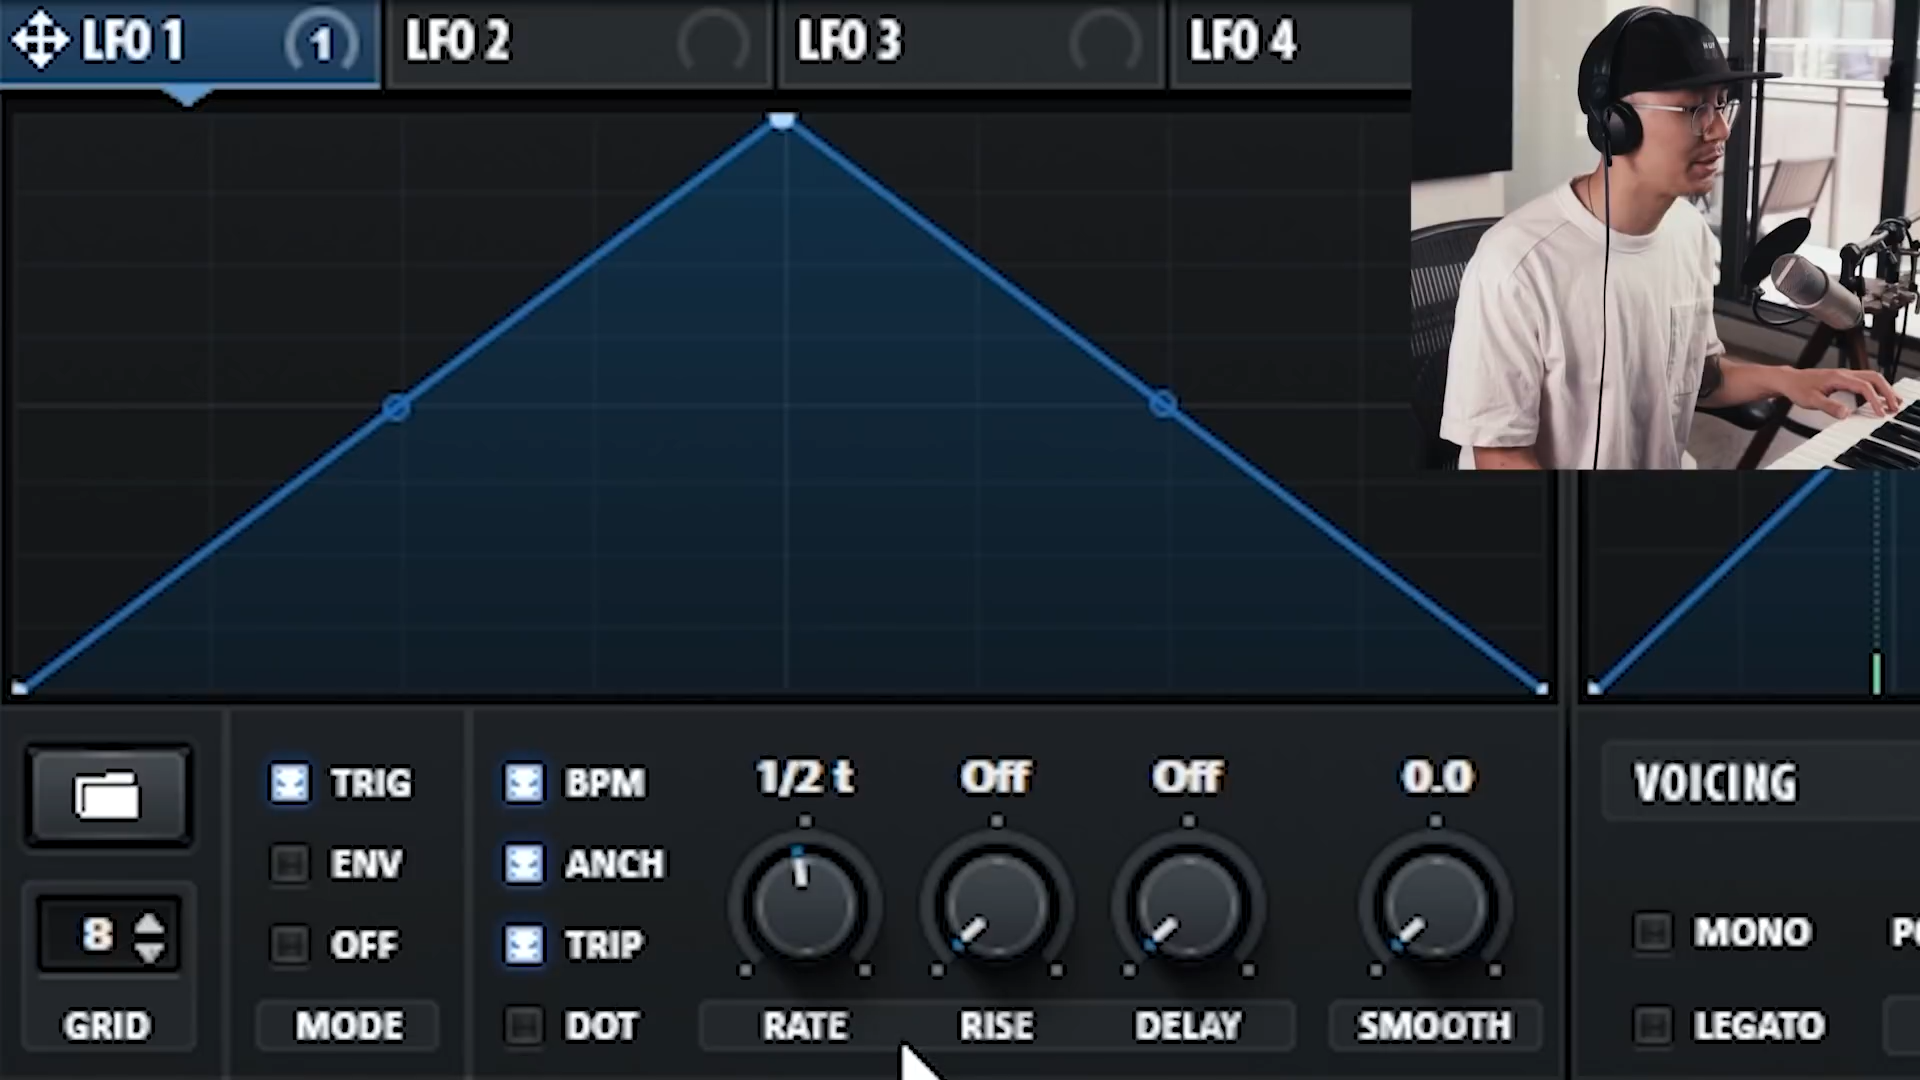 LFO 1 1 LFO 2 LFO 3 LFO 4
HUF
1/2 t Off Off 0.0
TRIG BPM
VOICING
ENV ANCH
8 OFF TRIP
MONO
GRID MODE DOT RATE RISE DELAY SMOOTH
LEGATO